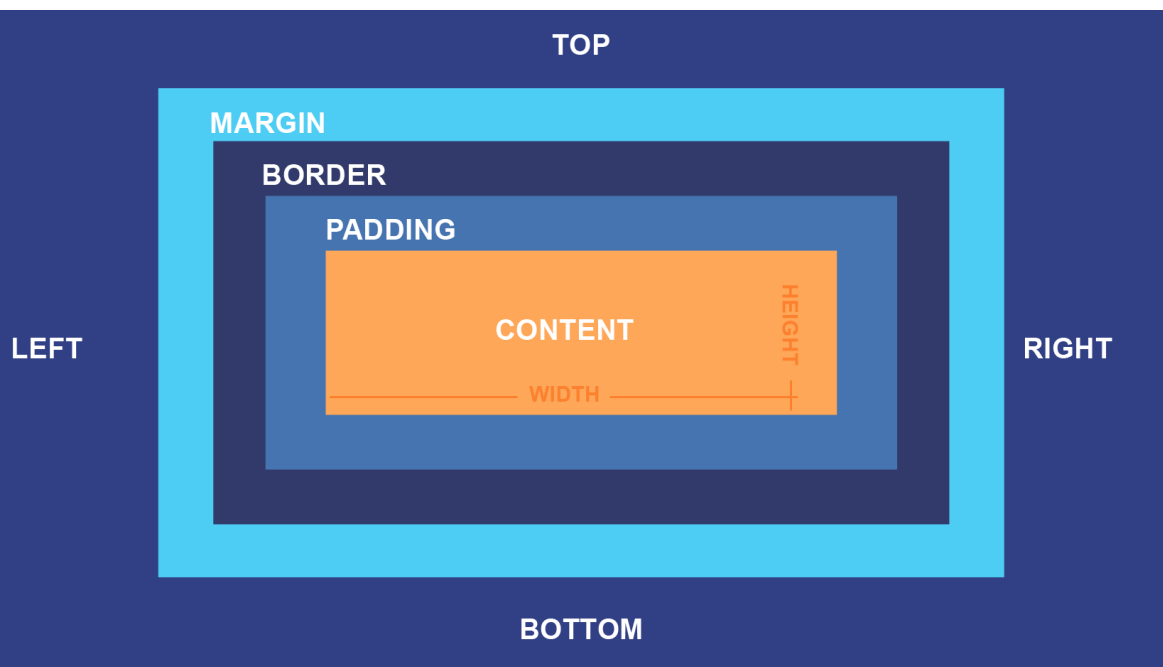 TOP
MARGIN
BORDER
PADDING
HEIGHT
CONTENT
LEFT
RIGHT
WIDTH
BOTTOM